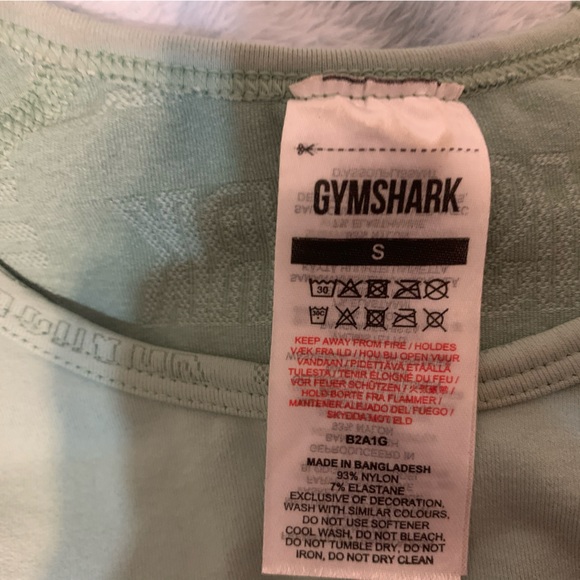 GYMSHARK
S
30
KEEP AWAY FROM FIRE / HOLDES
VÆK FRA ILD / HOU BIJ OPEN VUUR
VANDAAN / PIDETTÄVÄ ETÄÄLLÄ
TULESTA / TENIR ÉLOIGNÉ DU FEU /
VOR FEUER SCHÜTZEN /
HOLD BORTE FRA FLAMMER /
MANTENER ALEJADO DEL FUEGO /
SKYDDA MOT ELD
B2A1G
MADE IN BANGLADESH
93% NYLON
7% ELASTANE
EXCLUSIVE OF DECORATION.
WASH WITH SIMILAR COLOURS,
DO NOT USE SOFTENER
COOL WASH, DO NOT BLEACH.
DO NOT TUMBLE DRY, DO NOT
IRON, DO NOT DRY CLEAN